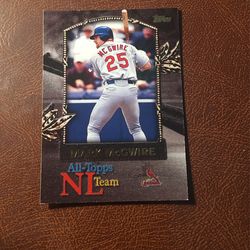 Topps
McGWIRE
25
MARK McGWIRE
All-Topps
NL Team